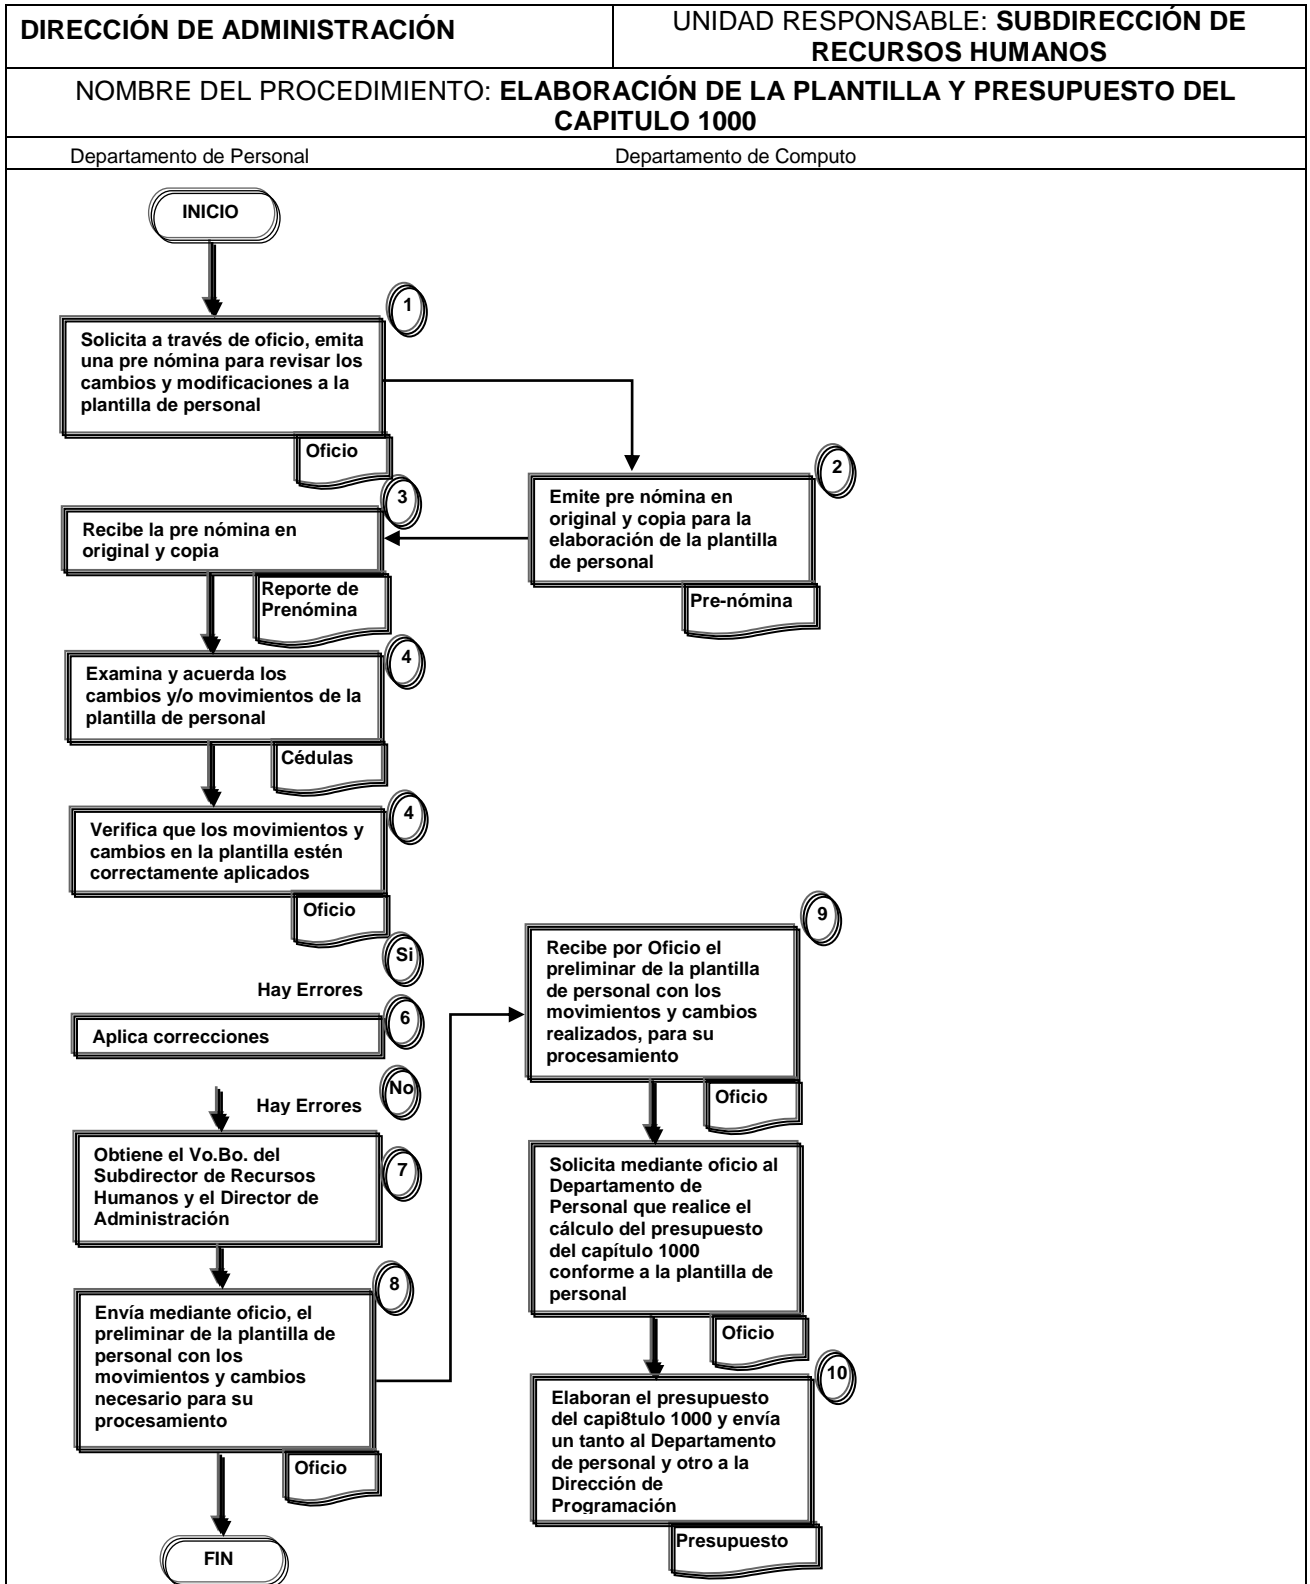 DIRECCIÓN DE ADMINISTRACIÓN
UNIDAD RESPONSABLE: SUBDIRECCIÓN DE
RECURSOS HUMANOS
NOMBRE DEL PROCEDIMIENTO: ELABORACIÓN DE LA PLANTILLA Y PRESUPUESTO DEL
CAPITULO 1000
Departamento de Personal
Departamento de Computo
INICIO
1
Solicita a través de oficio, emita
una pre nómina para revisar los
cambios y modificaciones a la
plantilla de personal
Oficio
2
Emite pre nómina en
original y copia para la
elaboración de la plantilla
de personal
Pre-nómina
3
Recibe la pre nómina en
original y copia
Reporte de
Prenómina
4
Examina y acuerda los
cambios y/o movimientos de la
plantilla de personal
Cédulas
4
Verifica que los movimientos y
cambios en la plantilla estén
correctamente aplicados
Oficio
Si
Hay Errores
6
Aplica correcciones
No
Hay Errores
7
Obtiene el Vo.Bo. del
Subdirector de Recursos
Humanos y el Director de
Administración
8
Envía mediante oficio, el
preliminar de la plantilla de
personal con los
movimientos y cambios
necesario para su
procesamiento
Oficio
FIN
9
Recibe por Oficio el
preliminar de la plantilla
de personal con los
movimientos y cambios
realizados, para su
procesamiento
Oficio
Solicita mediante oficio al
Departamento de
Personal que realice el
cálculo del presupuesto
del capítulo 1000
conforme a la plantilla de
personal
Oficio
10
Elaboran el presupuesto
del capi8tulo 1000 y envía
un tanto al Departamento
de personal y otro a la
Dirección de
Programación
Presupuesto